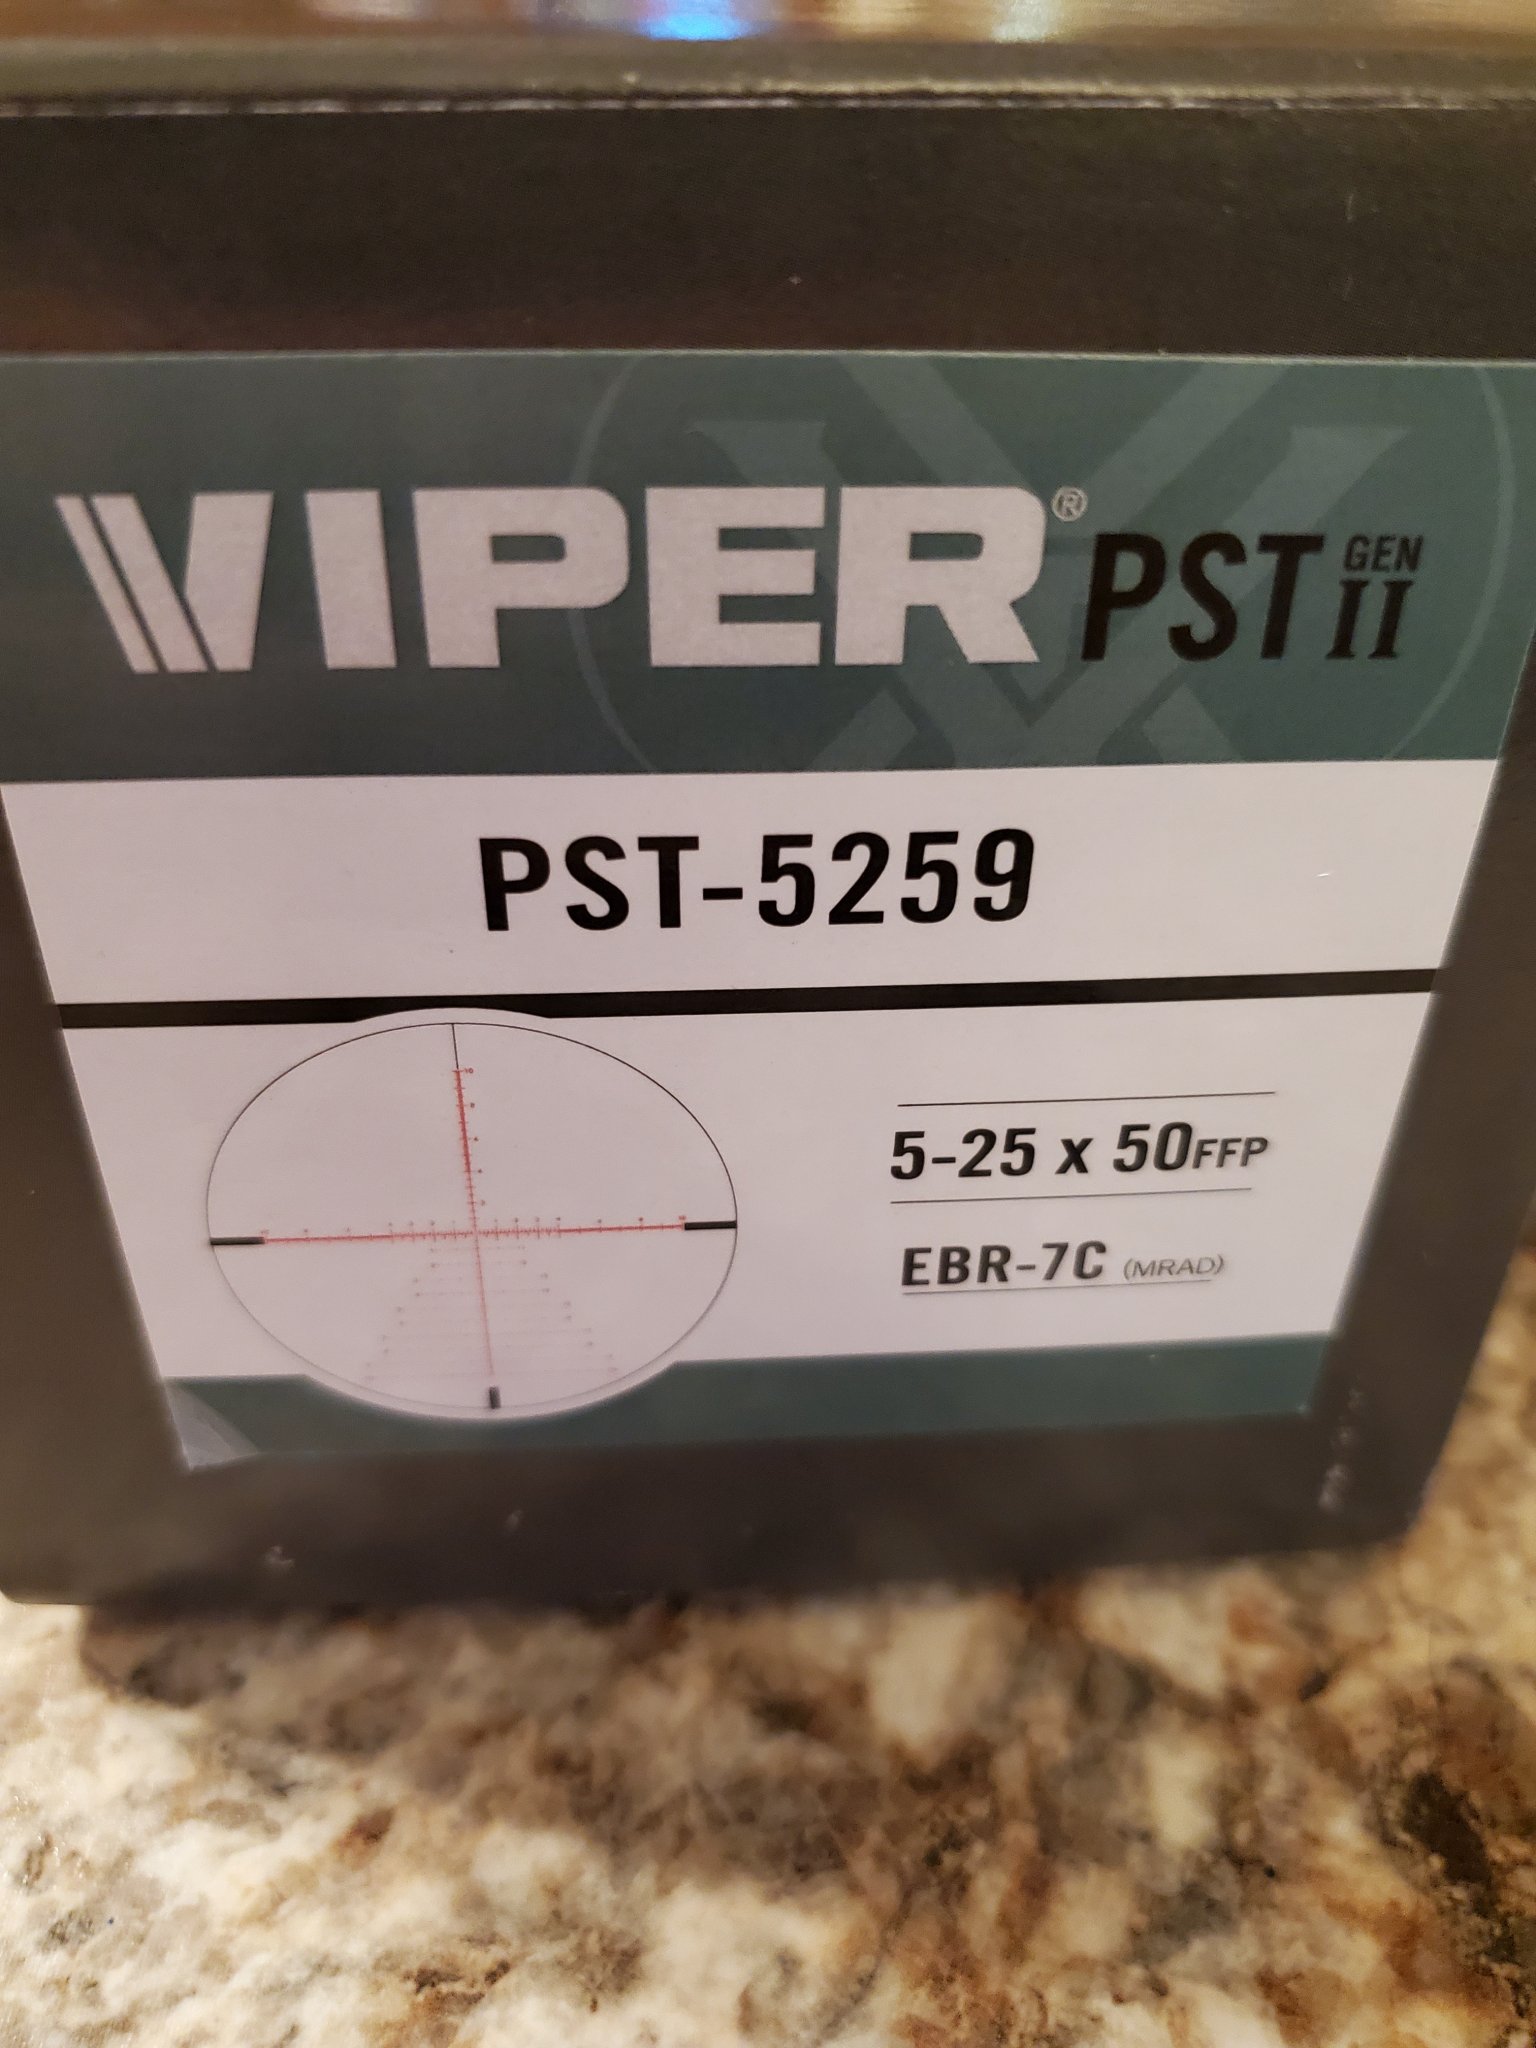 VIPER® PST GEN II
PST-5259
5-25 x 50FFP
EBR-7C (MRAD)